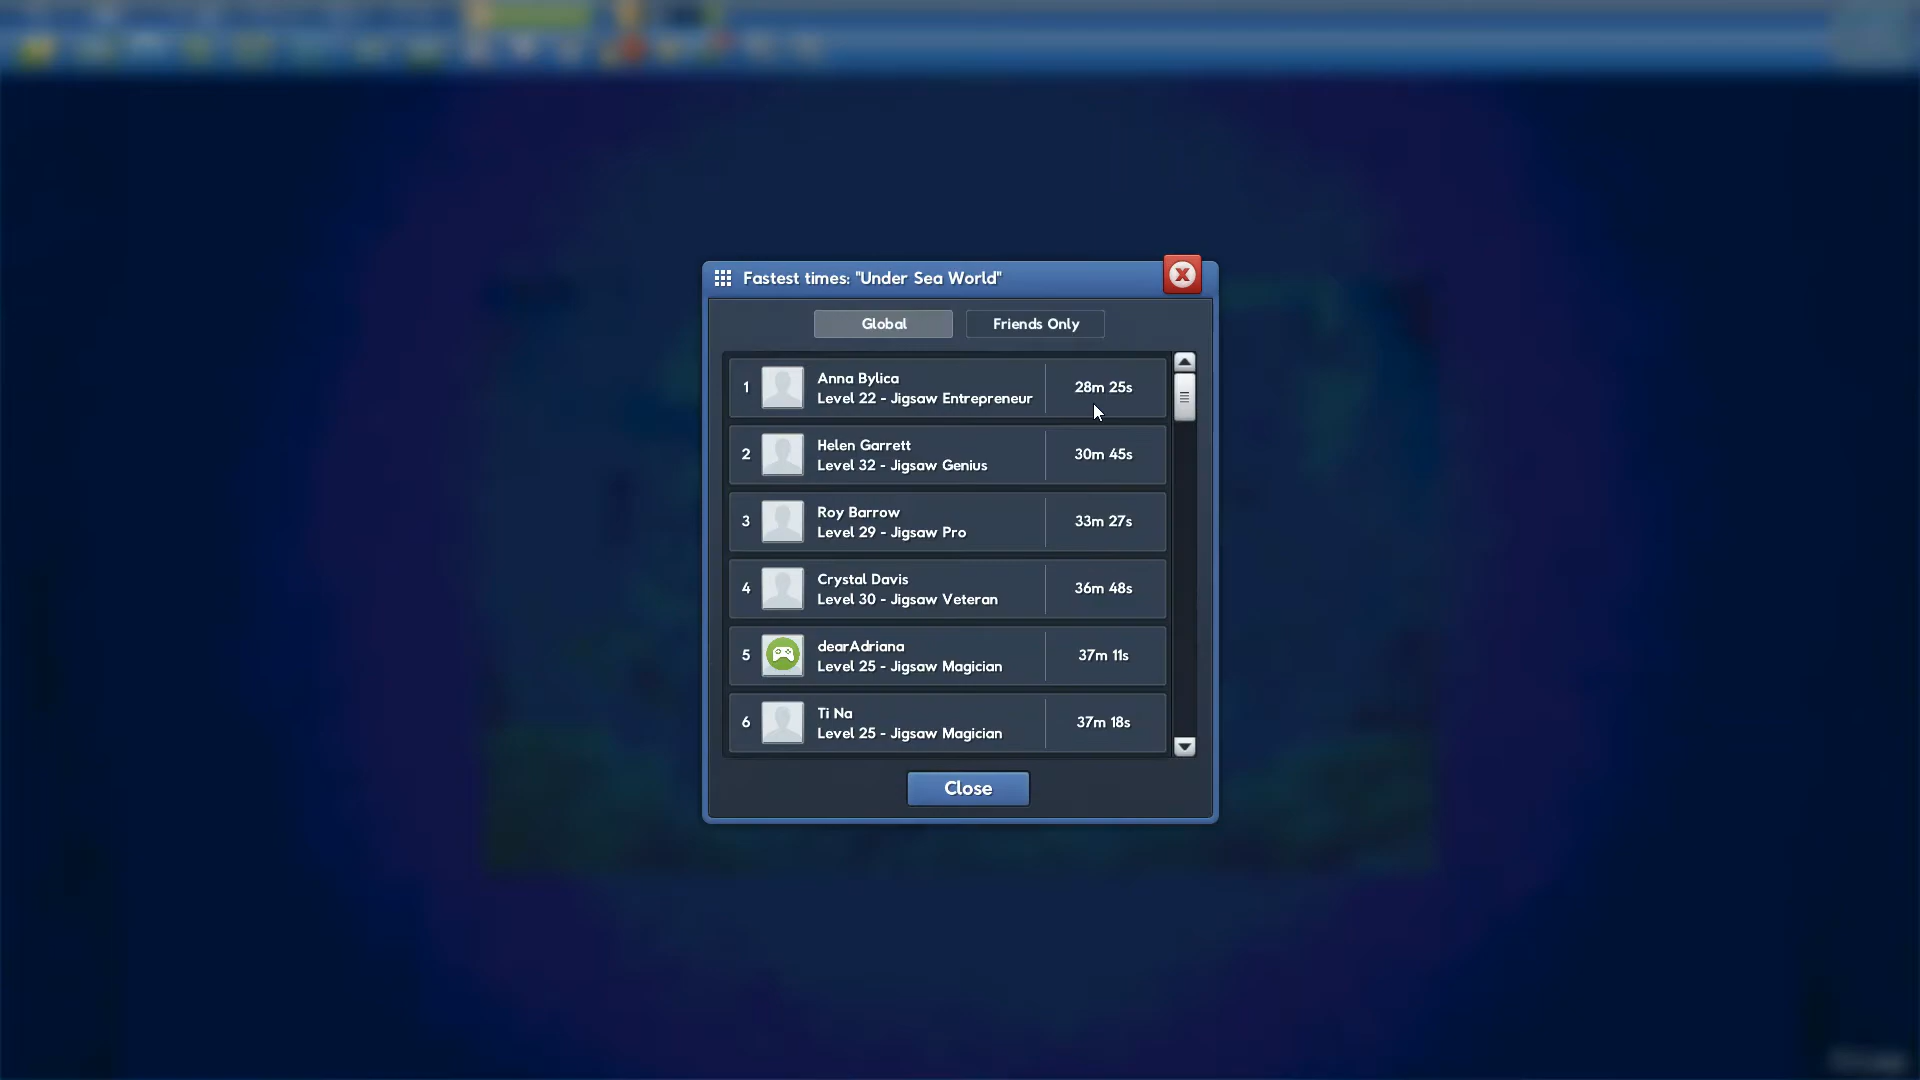 Fastest times: "Under Sea World"
Global
Friends Only
1
Anna Bylica
Level 22 - Jigsaw Entrepreneur
28m 25s
2
Helen Garrett
Level 32 - Jigsaw Genius
30m 45s
3
Roy Barrow
Level 29 - Jigsaw Pro
33m 27s
4
Crystal Davis
Level 30 - Jigsaw Veteran
36m 48s
5
dearAdriana
Level 25 - Jigsaw Magician
37m 11s
6
Ti Na
Level 25 - Jigsaw Magician
37m 18s
Close